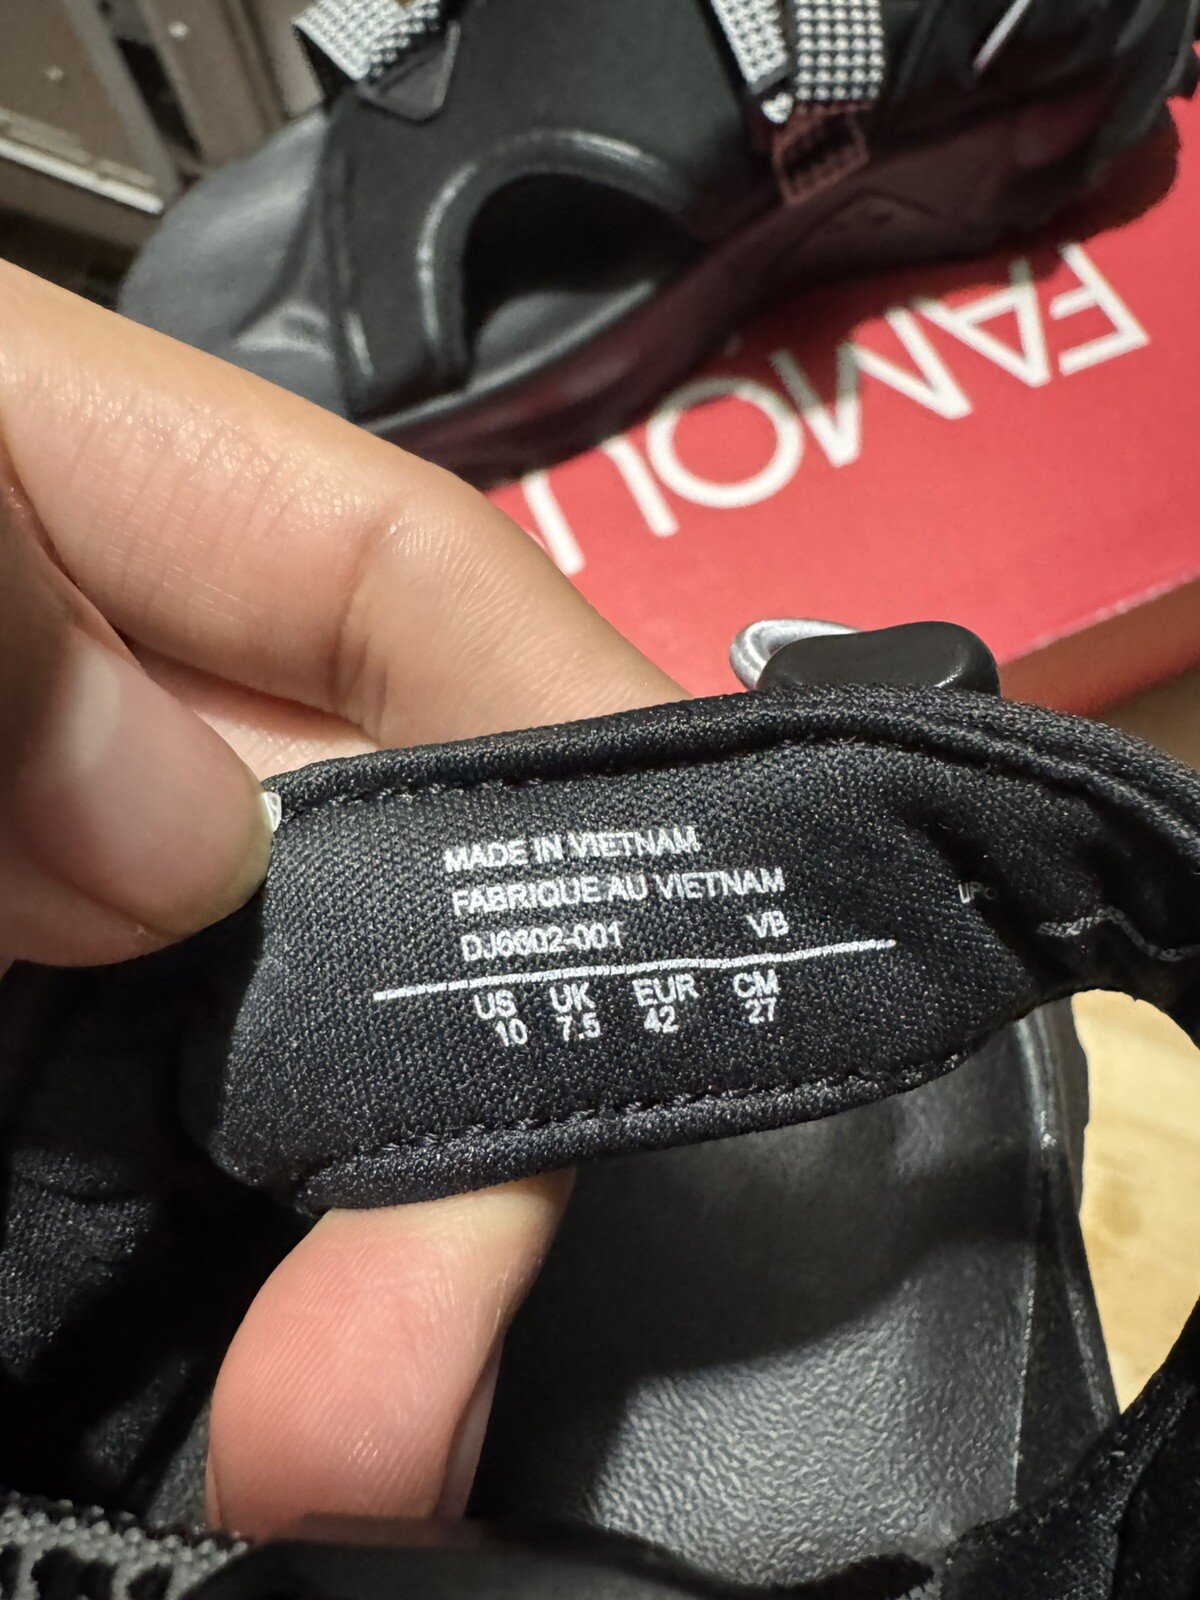 FAMOU
MADE IN VIETNAM
FABRIQUE AU VIETNAM
DJ6602-001 VB
US UK EUR CM
10 7.5 42 27